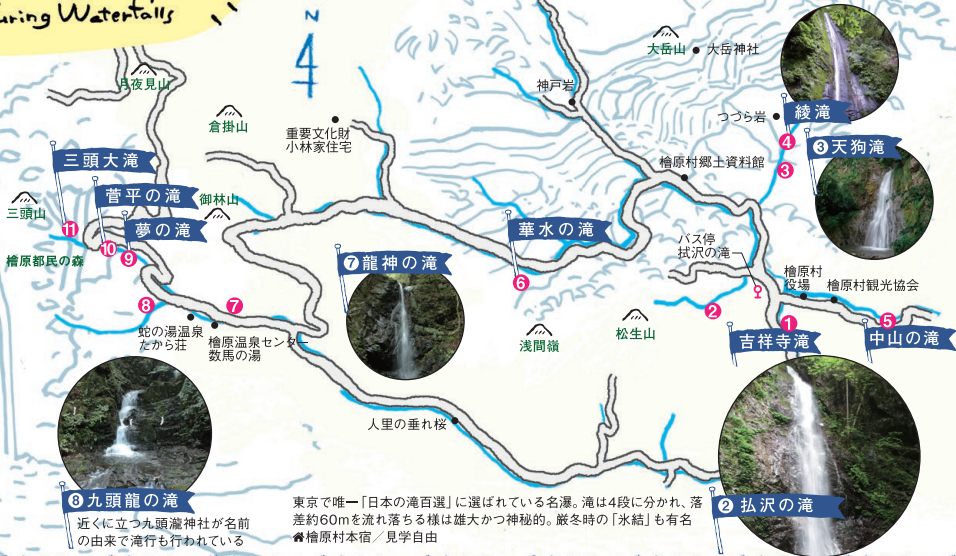 uring Waterfalls
N
月夜見山
倉掛山
重要文化財
小林家住宅
大岳山
大岳神社
神戸岩
つづら岩
綾滝
4
3天狗滝
3
檜原村郷土資料館
三頭大滝
菅平の滝
夢の滝
御林山
三頭山
11
10
9
檜原都民の森
華水の滝
6
バス停
払沢の滝
檜原村
役場
檜原村観光協会
7龍神の滝
8
7
蛇の湯温泉
たから荘
檜原温泉センター
数馬の湯
浅間嶺
松生山
2
1
吉祥寺滝
5
中山の滝
人里の垂れ桜
8九頭龍の滝
近くに立つ九頭瀧神社が名前
の由来で滝行も行われている
東京で唯一「日本の滝百選」に選ばれている名瀑。滝は4段に分かれ、落
差約60mを流れ落ちる様は雄大かつ神秘的。厳冬時の「氷結」も有名
檜原村本宿／見学自由
2払沢の滝